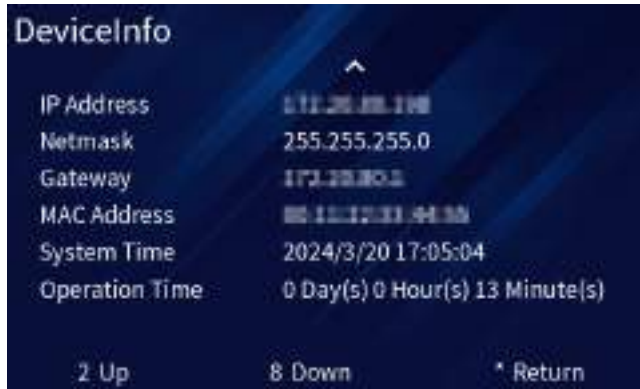 DeviceInfo
IP Address
Netmask 255.255.255.0
Gateway
MAC Address
System Time 2024/3/20 17:05:04
Operation Time 0 Day(s) 0 Hour(s) 13 Minute(s)
2 Up 8 Down * Return